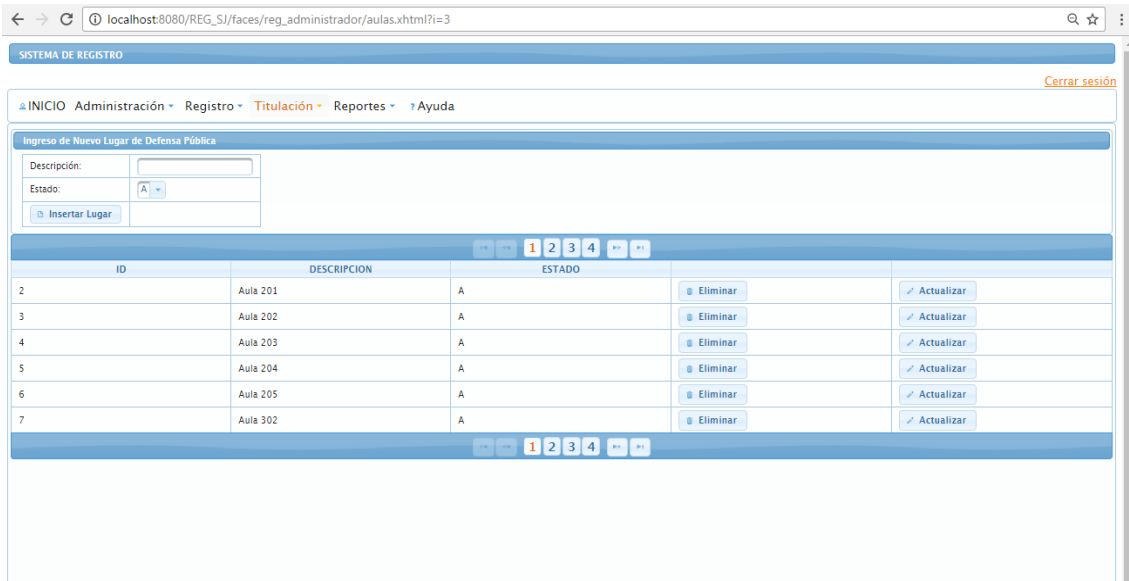 localhost:8080/REG_SJ/faces/reg_administrador/aulas.xhtml?i=3
SISTEMA DE REGISTRO
Cerrar sesión
INICIO Administración Registro Titulación Reportes ? Ayuda
Ingreso de Nuevo Lugar de Defensa Pública
Descripción:
Estado: A
Insertar Lugar
1 2 3 4
ID DESCRIPCION ESTADO
2 Aula 201 A Eliminar Actualizar
3 Aula 202 A Eliminar Actualizar
4 Aula 203 A Eliminar Actualizar
5 Aula 204 A Eliminar Actualizar
6 Aula 205 A Eliminar Actualizar
7 Aula 302 A Eliminar Actualizar
1 2 3 4